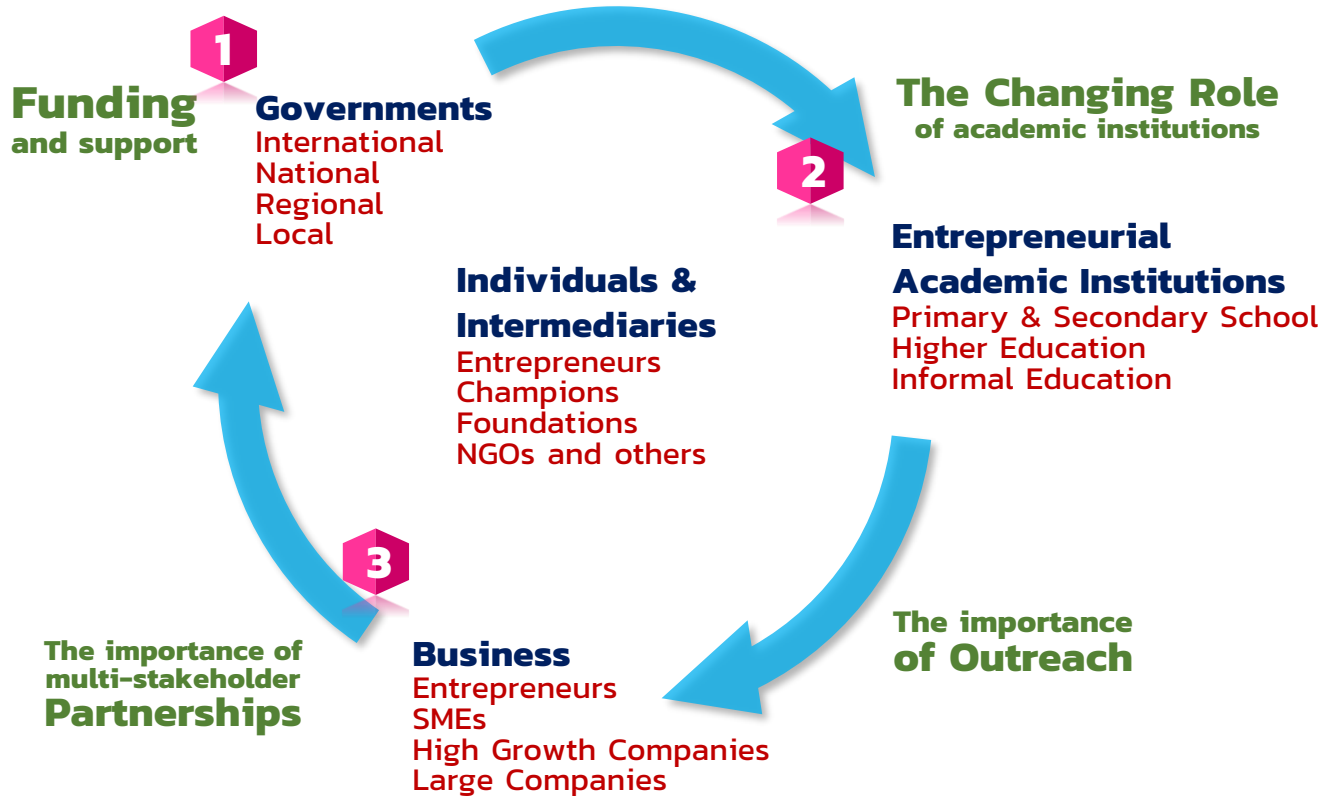 1
Funding
and support
Governments
International
National
Regional
Local
2
The Changing Role
of academic institutions
Entrepreneurial
Academic Institutions
Primary & Secondary School
Higher Education
Informal Education
Individuals &
Intermediaries
Entrepreneurs
Champions
Foundations
NGOs and others
3
The importance of
multi-stakeholder
Partnerships
Business
Entrepreneurs
SMEs
High Growth Companies
Large Companies
The importance
of Outreach